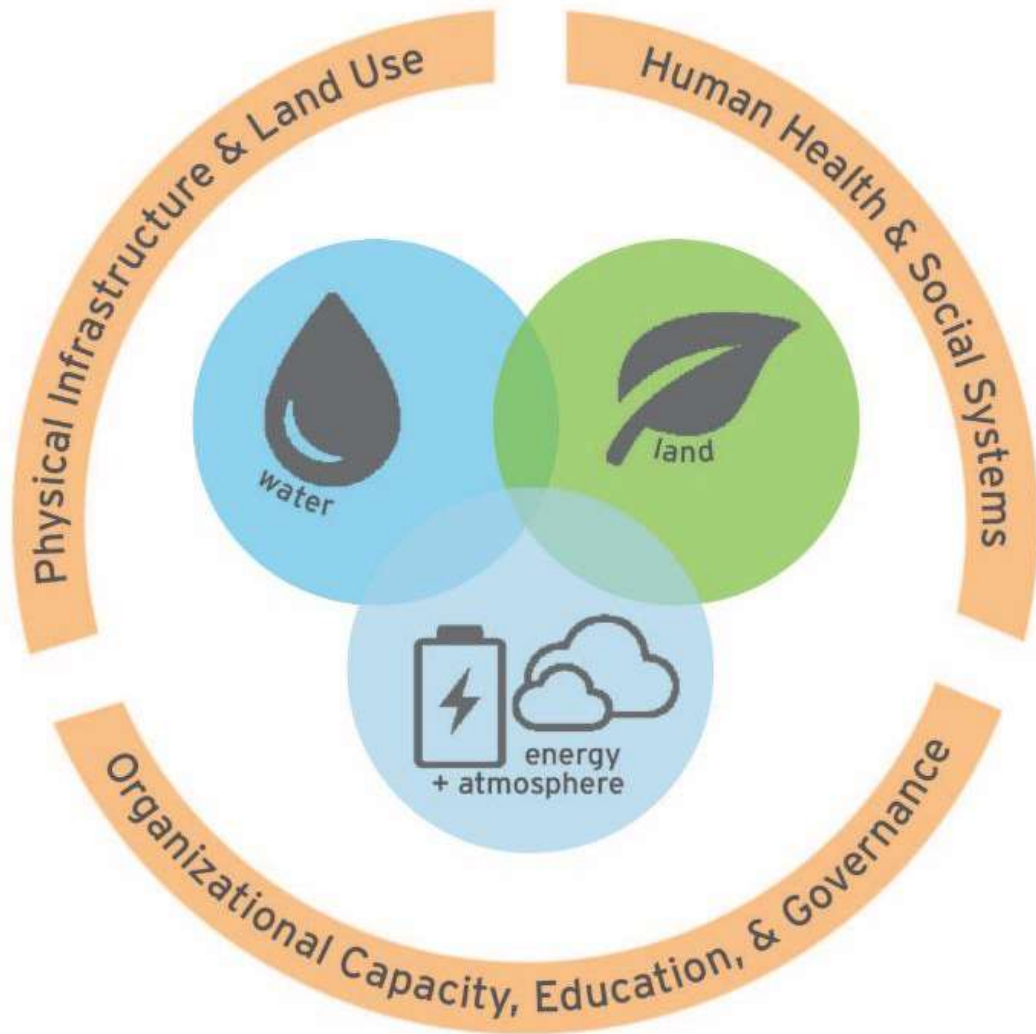 Physical Infrastructure & Land Use
Human Health & Social Systems
water
land
energy
+ atmosphere
Organizational Capacity, Education, & Governance